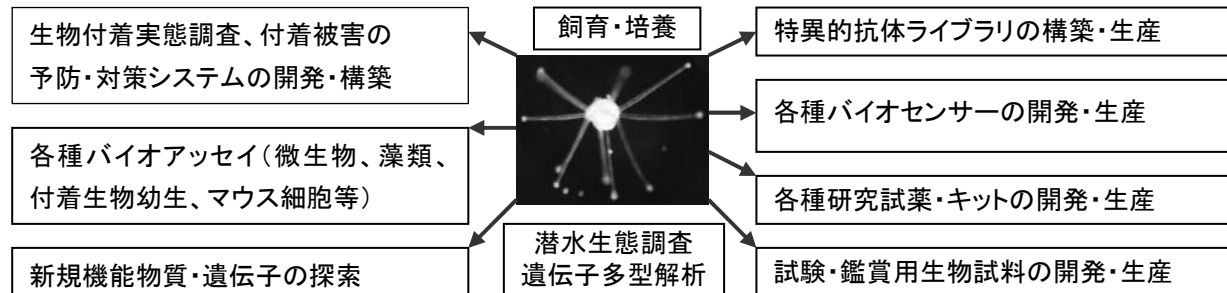 生物付着実態調査、付着被害の
予防・対策システムの開発・構築
各種バイオアッセイ(微生物、藻類、
付着生物幼生、マウス細胞等)
新規機能物質・遺伝子の探索
飼育・培養
潜水生態調査
遺伝子多型解析
特異的抗体ライブラリの構築・生産
各種バイオセンサーの開発・生産
各種研究試薬・キットの開発・生産
試験・鑑賞用生物試料の開発・生産